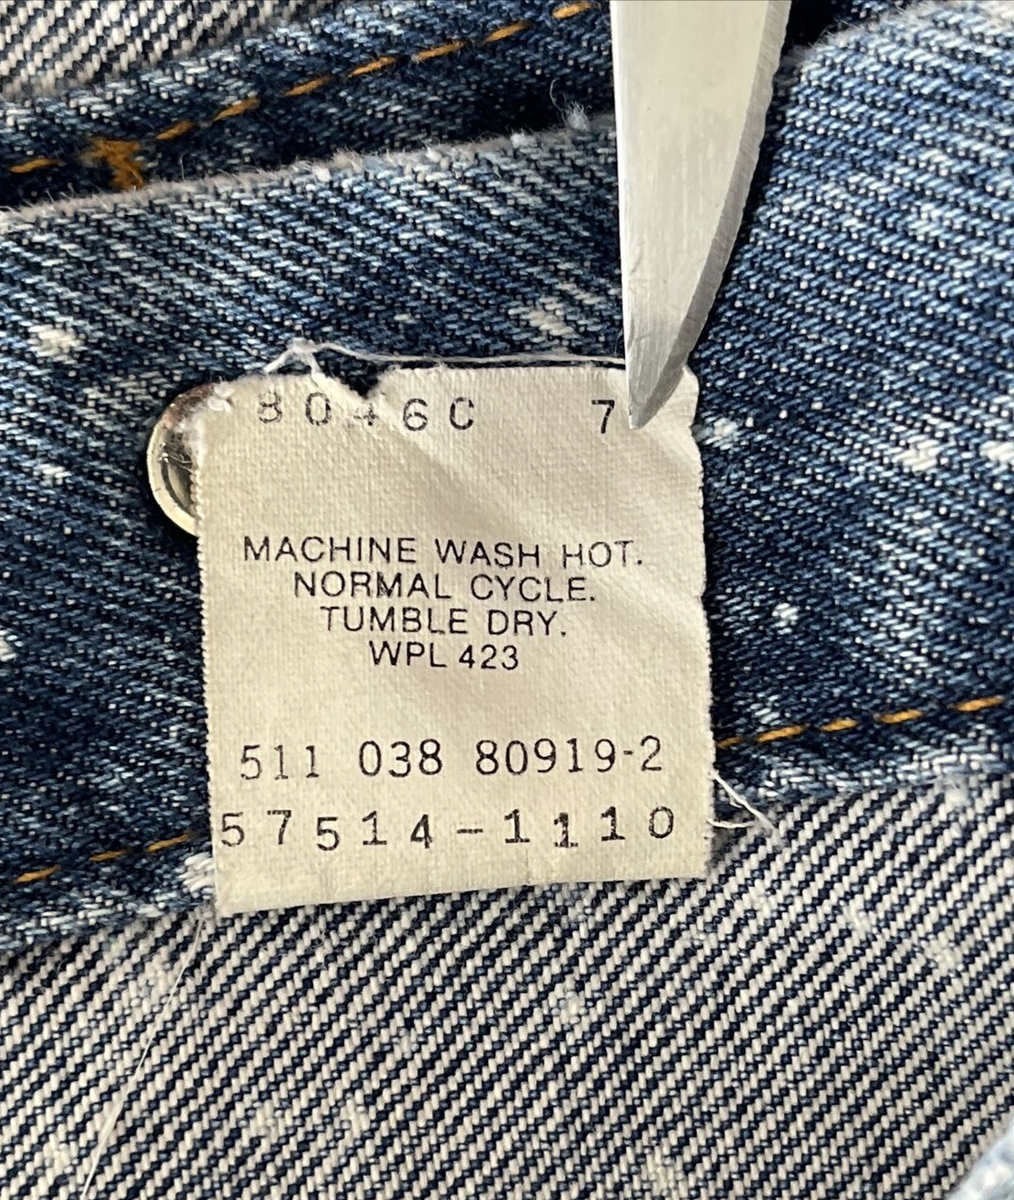 8046C 7
MACHINE WASH HOT.
NORMAL CYCLE.
TUMBLE DRY.
WPL 423
511 038 80919-2
57514-1110